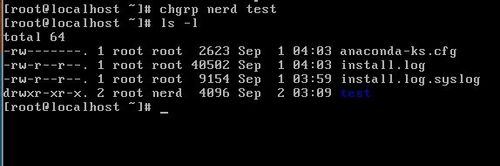 [root@localhost ~]# chgrp nerd test
[root@localhost ~]# ls -l
total 64
-rw-------. 1 root root  2623 Sep  1 04:03 anaconda-ks.cfg
-rw-r--r--. 1 root root 40502 Sep  1 04:03 install.log
-rw-r--r--. 1 root root  9154 Sep  1 03:59 install.log.syslog
drwxr-xr-x. 2 root nerd  4096 Sep  2 03:09 test
[root@localhost ~]# _